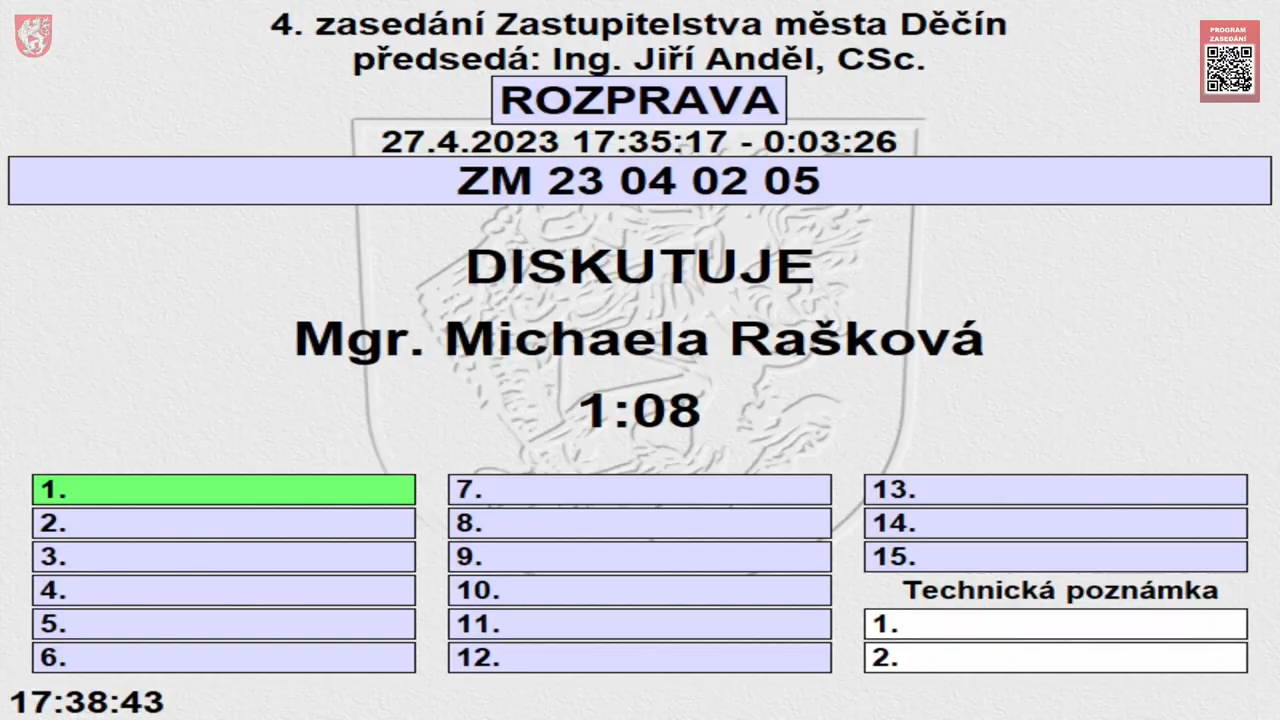 4. zasedání Zastupitelstva města Děčín
předsedá: Ing. Jiří Anděl, CSc.
PROGRAM
ZASEDÁNÍ
ROZPRAVA
27.4.2023 17:35:17 - 0:03:26
ZM 23 04 02 05
DISKUTUJE
Mgr. Michaela Rašková
1:08
1.
2.
3.
4.
5.
6.
7.
8.
9.
10.
11.
12.
13.
14.
15.
Technická poznámka
1.
2.
17:38:43